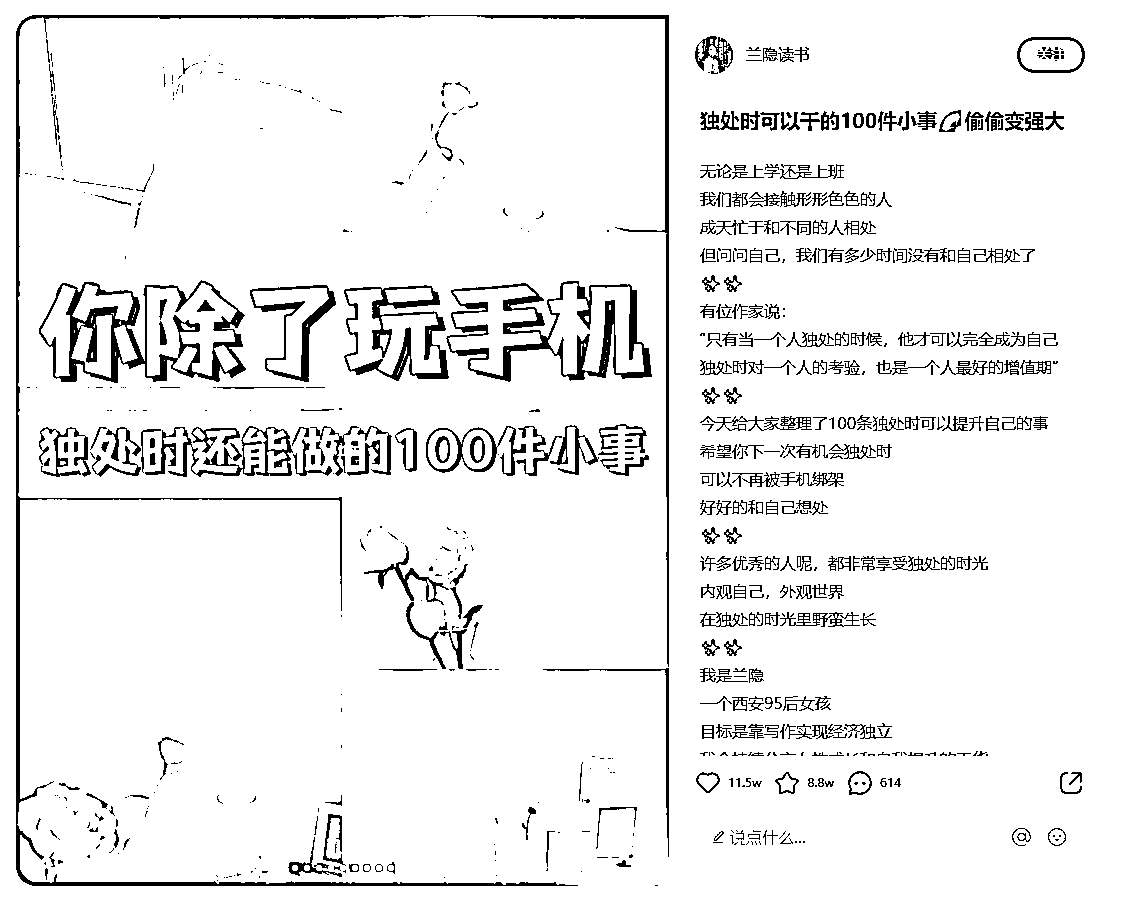 你除了玩手机
独处时还能做的100件小事
兰隐读书
独处时可以干的100件小事 偷偷变强大
无论是上学还是上班
我们都会接触形形色色的人
成天忙于和不同的人相处
但问问自己，我们有多少时间没有和自己相处了
有位作家说：
“只有当一个人独处的时候，他才可以完全成为自己
独处时对一个人的考验，也是一个人最好的增值期”
今天给大家整理了100条独处时可以提升自己的事
希望你下一次有机会独处时
可以不再被手机绑架
好好的和自己想处
许多优秀的人呢，都非常享受独处的时光
内观自己，外观世界
在独处的时光里野蛮生长
我是兰隐
一个西安95后女孩
目标是靠写作实现经济独立
11.5w 8.8w 614
说点什么...